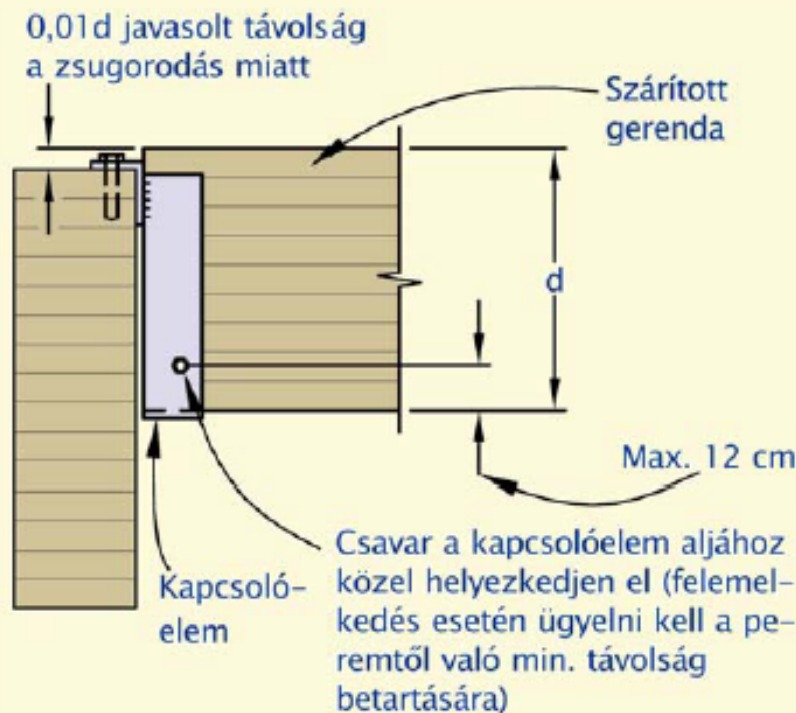 0,01d javasolt távolság
a zsugorodás miatt
Szárított
gerenda
d
Max. 12 cm
Csavar a kapcsolóelem aljához
közel helyezkedjen el (felemel-
kedés esetén ügyelni kell a pe-
remtől való min. távolság
betartására)
Kapcsoló-
elem